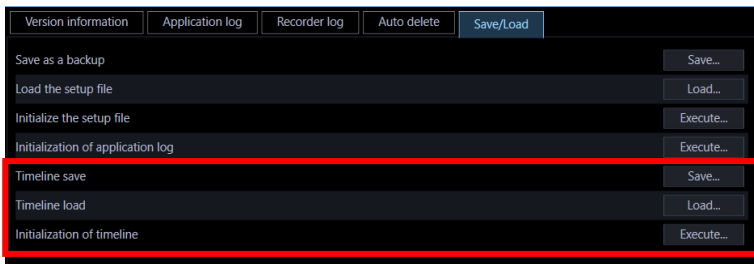 Version information Application log Recorder log Auto delete Save/Load
Save as a backup Save...
Load the setup file Load...
Initialize the setup file Execute...
Initialization of application log Execute...
Timeline save Save...
Timeline load Load...
Initialization of timeline Execute...